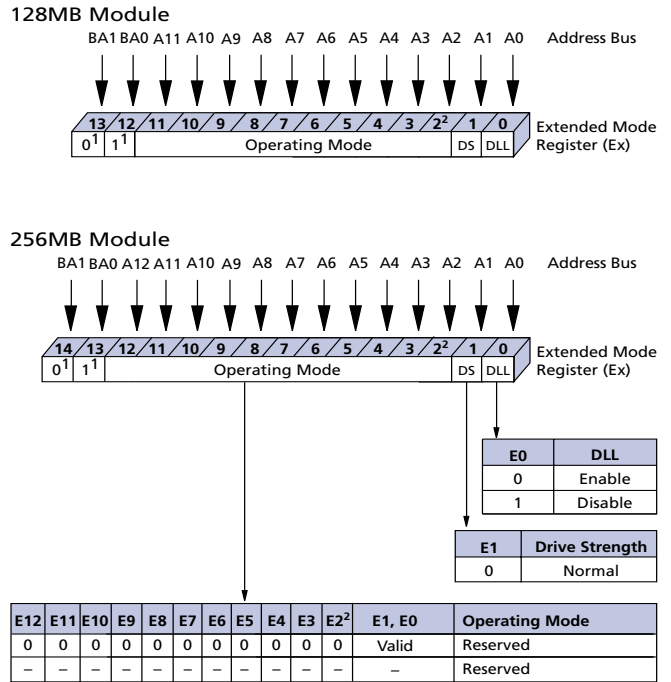 128MB Module
BA1 BA0 A11 A10 A9 A8 A7 A6 A5 A4 A3 A2 A1 A0 Address Bus
13 12 11 10 9 8 7 6 5 4 3 2² 1 0 Extended Mode
0¹ 1¹ Operating Mode DS DLL Register (Ex)
256MB Module
BA1 BA0 A12 A11 A10 A9 A8 A7 A6 A5 A4 A3 A2 A1 A0 Address Bus
14 13 12 11 10 9 8 7 6 5 4 3 2² 1 0 Extended Mode
0¹ 1¹ Operating Mode DS DLL Register (Ex)
E0 DLL
0 Enable
1 Disable
E1 Drive Strength
0 Normal
E12 E11 E10 E9 E8 E7 E6 E5 E4 E3 E2² E1, E0 Operating Mode
0 0 0 0 0 0 0 0 0 0 0 Valid Reserved
– – – – – – – – – – – – Reserved